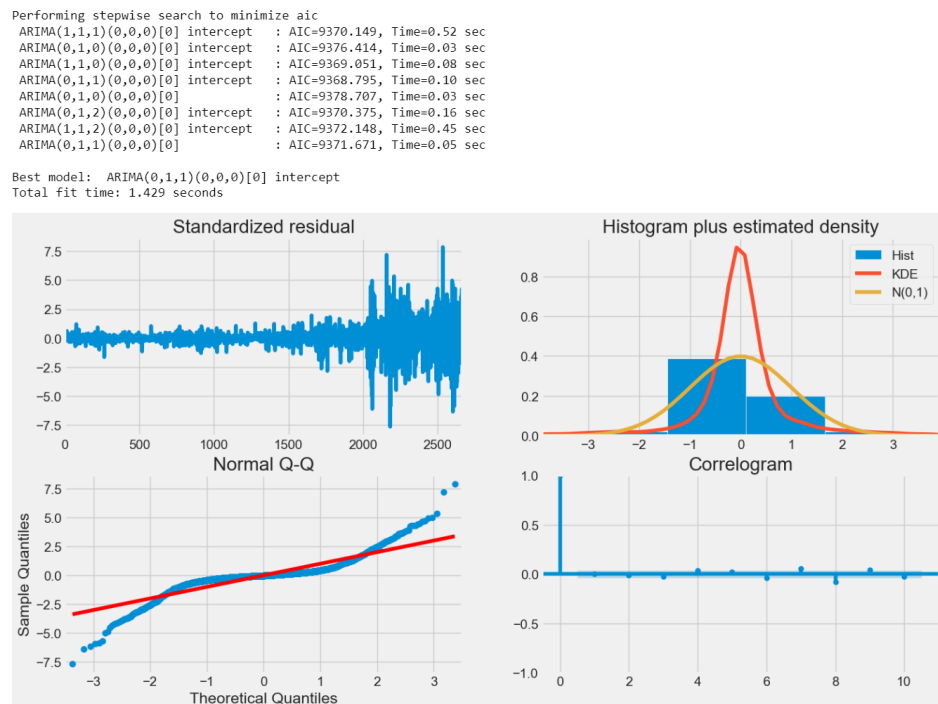 Performing stepwise search to minimize aic
ARIMA(1,1,1)(0,0,0)[0] intercept   : AIC=9370.149, Time=0.52 sec
ARIMA(0,1,0)(0,0,0)[0] intercept   : AIC=9376.414, Time=0.03 sec
ARIMA(1,1,0)(0,0,0)[0] intercept   : AIC=9369.051, Time=0.08 sec
ARIMA(0,1,1)(0,0,0)[0] intercept   : AIC=9368.795, Time=0.10 sec
ARIMA(0,1,0)(0,0,0)[0]             : AIC=9378.707, Time=0.03 sec
ARIMA(0,1,2)(0,0,0)[0] intercept   : AIC=9370.375, Time=0.16 sec
ARIMA(1,1,2)(0,0,0)[0] intercept   : AIC=9372.148, Time=0.45 sec
ARIMA(0,1,1)(0,0,0)[0]             : AIC=9371.671, Time=0.05 sec
Best model:  ARIMA(0,1,1)(0,0,0)[0] intercept
Total fit time: 1.429 seconds
Standardized residual
7.5
5.0
2.5
0.0
−2.5
−5.0
−7.5
0 500 1000 1500 2000 2500
Histogram plus estimated density
Hist
KDE
N(0,1)
0.8
0.6
0.4
0.2
0.0
−3 −2 −1 0 1 2 3
Normal Q-Q
Sample Quantiles
7.5
5.0
2.5
0.0
−2.5
−5.0
−7.5
−3 −2 −1 0 1 2 3
Theoretical Quantiles
Correlogram
1.0
0.5
0.0
−0.5
−1.0
0 2 4 6 8 10